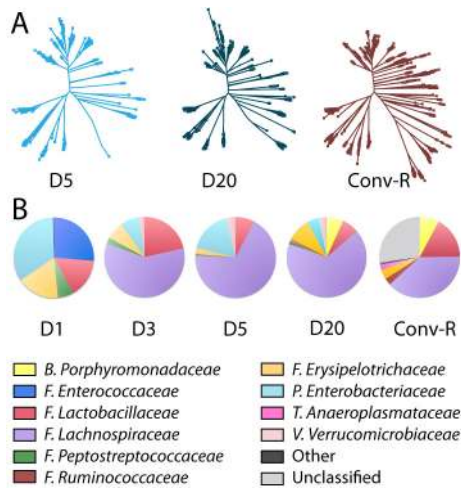 A
D5 D20 Conv-R
B
D1 D3 D5 D20 Conv-R
B. Porphyromonadaceae F. Erysipelotrichaceae
F. Enterococcaceae P. Enterobacteriaceae
F. Lactobacillaceae T. Anaeroplasmataceae
F. Lachnospiraceae V. Verrucomicrobiaceae
F. Peptostreptococcaceae Other
F. Ruminococcaceae Unclassified